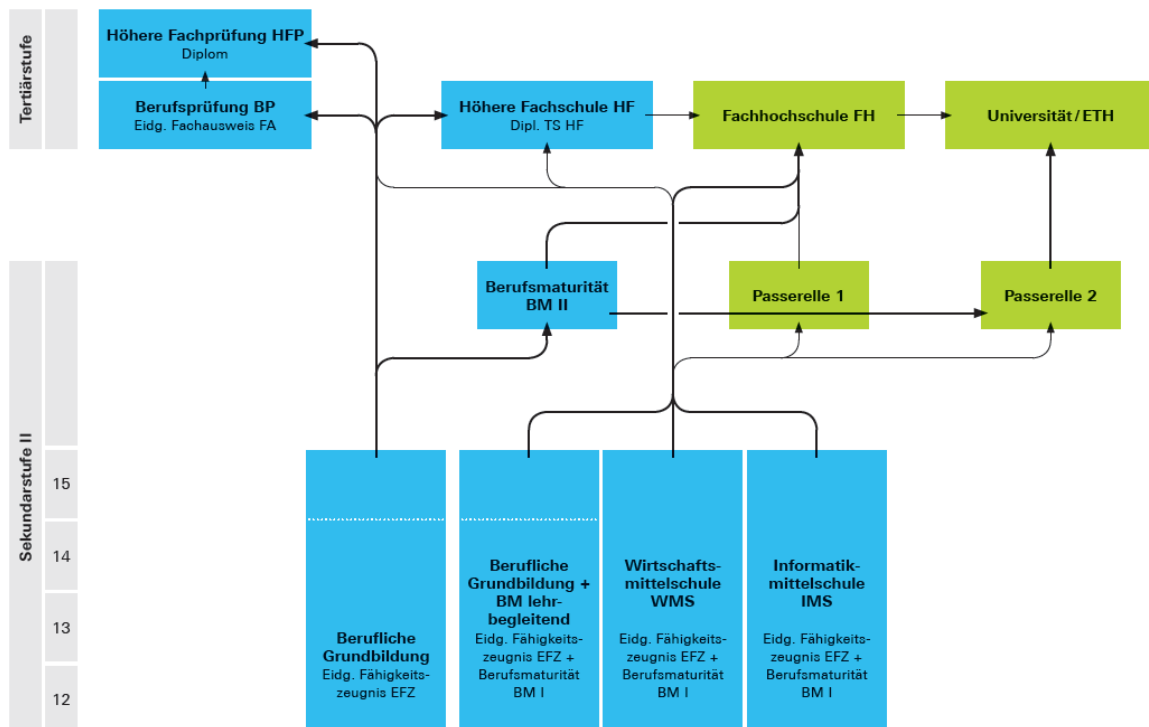 Tertiärstufe
Höhere Fachprüfung HFP
Diplom
Berufsprüfung BP
Eidg. Fachausweis FA
Höhere Fachschule HF
Dipl. TS HF
Fachhochschule FH
Universität/ETH
Sekundarstufe II
Berufsmaturität
BM II
Passerelle 1
Passerelle 2
15
14
13
12
Berufliche
Grundbildung
Eidg. Fähigkeits-
zeugnis EFZ
Berufliche
Grundbildung +
BM lehr-
begleitend
Eidg. Fähigkeits-
zeugnis EFZ +
Berufsmaturität
BM I
Wirtschafts-
mittelschule
WMS
Eidg. Fähigkeits-
zeugnis EFZ +
Berufsmaturität
BM I
Informatik-
mittelschule
IMS
Eidg. Fähigkeits-
zeugnis EFZ +
Berufsmaturität
BM I